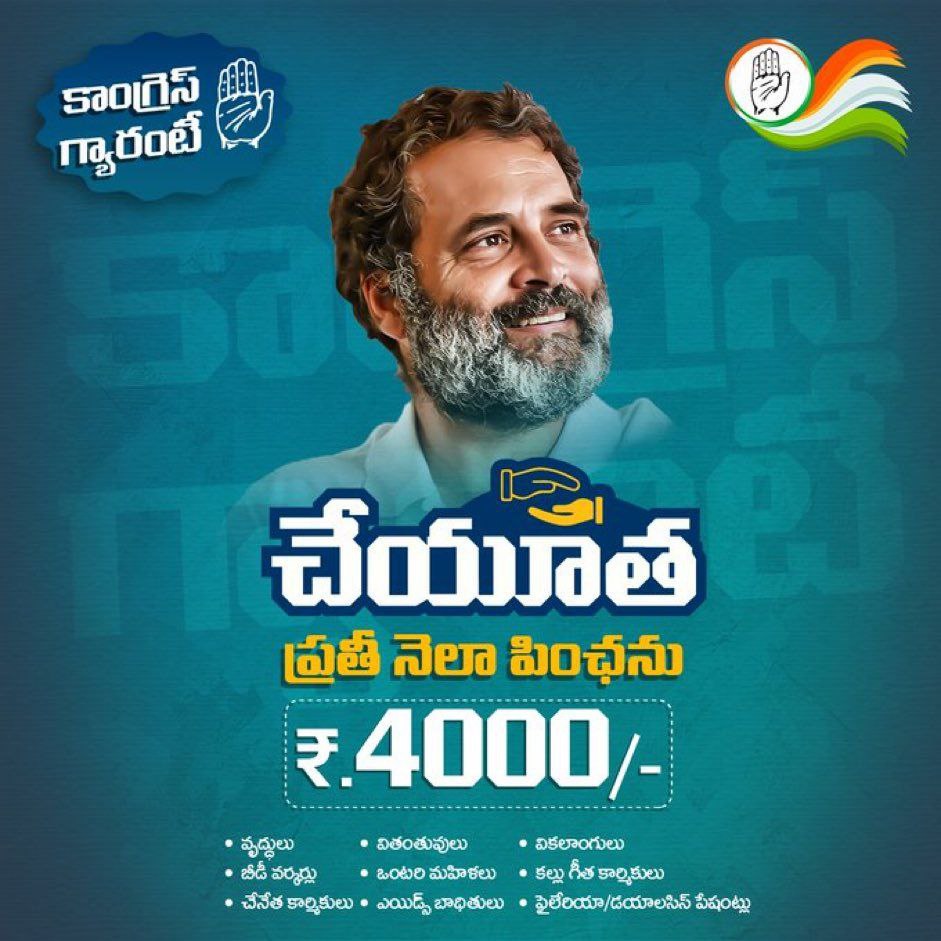 కాంగ్రెస్
గ్యారంటీ
కాంగ్రెస్
గ్యారంటీ
చేయూత
ప్రతీ నెలా పింఛను
₹.4000/-
• వృద్ధులు • వితంతువులు • వికలాంగులు
• బీడీ వర్కర్లు • ఒంటరి మహిళలు • కల్లు గీత కార్మికులు
• చేనేత కార్మికులు • ఎయిడ్స్ బాధితులు • ఫైలేరియా/డయాలసిస్ పేషంట్లు